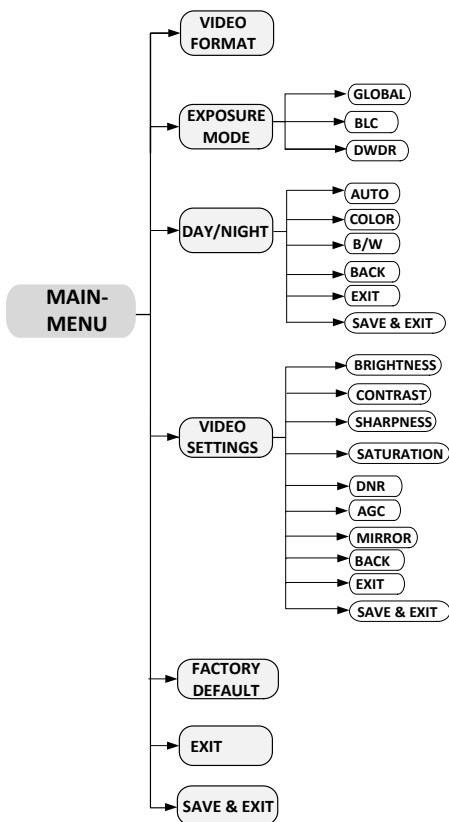 MAIN-
MENU
VIDEO
FORMAT
EXPOSURE
MODE
GLOBAL
BLC
DWDR
DAY/NIGHT
AUTO
COLOR
B/W
BACK
EXIT
SAVE & EXIT
VIDEO
SETTINGS
BRIGHTNESS
CONTRAST
SHARPNESS
SATURATION
DNR
AGC
MIRROR
BACK
EXIT
SAVE & EXIT
FACTORY
DEFAULT
EXIT
SAVE & EXIT